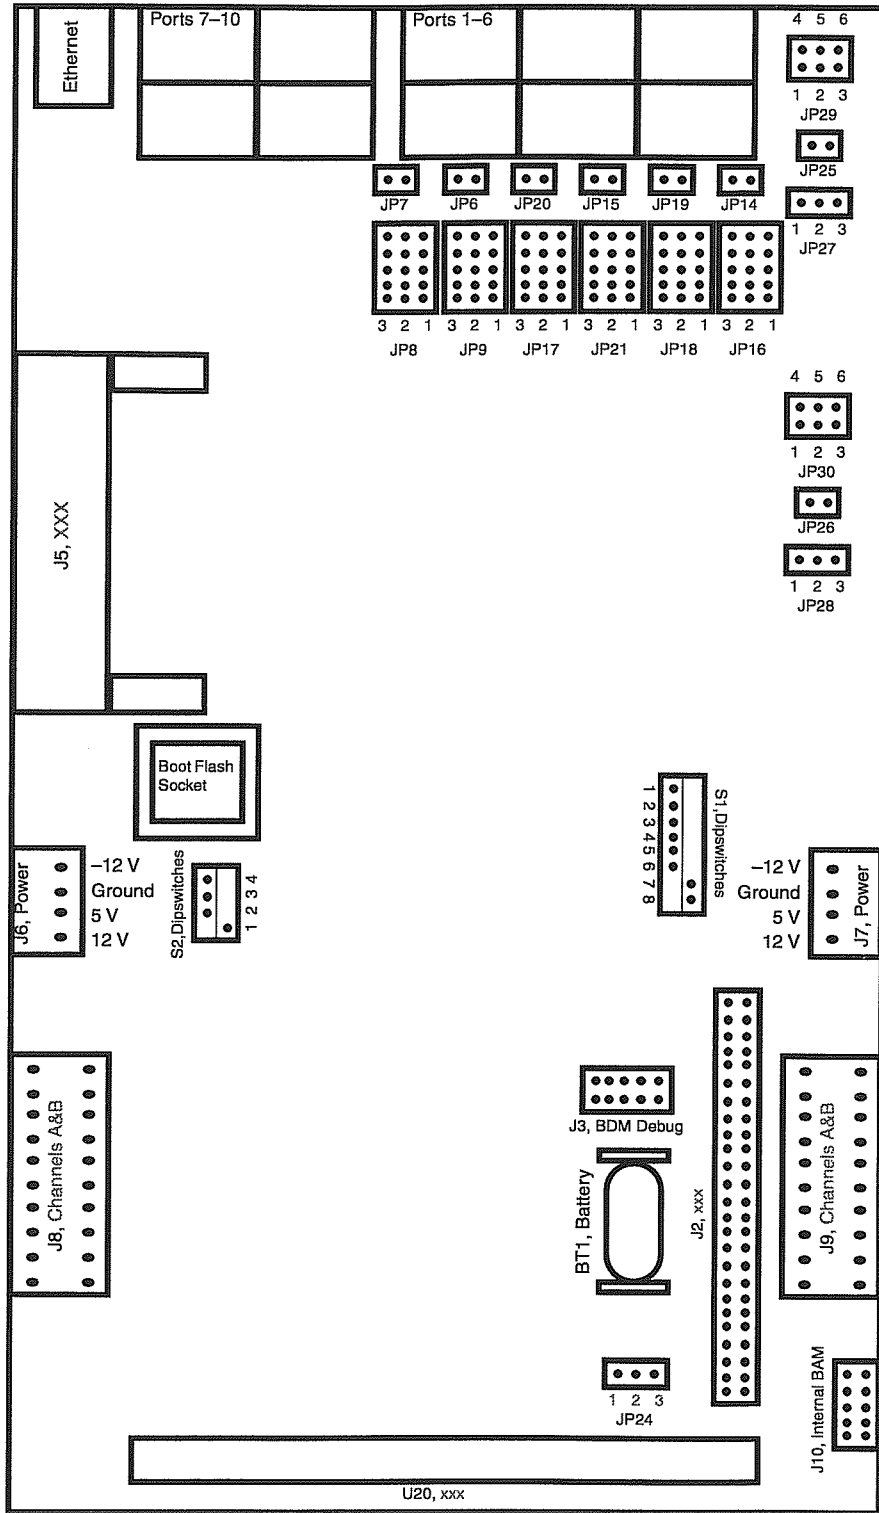 Ethernet
Ports 7–10
Ports 1–6
4 5 6
1 2 3
JP29
JP25
1 2 3
JP27
JP7 JP6 JP20 JP15 JP19 JP14
3 2 1 3 2 1 3 2 1 3 2 1 3 2 1 3 2 1
JP8 JP9 JP17 JP21 JP18 JP16
4 5 6
1 2 3
JP30
JP26
1 2 3
JP28
J5, XXX
Boot Flash
Socket
J6, Power
–12 V
Ground
5 V
12 V
S2,Dipswitches
1 2 3 4
1 2 3 4 5 6 7 8
S1,Dipswitches
–12 V
Ground
5 V
12 V
J7, Power
J8, Channels A&B
J3, BDM Debug
BT1, Battery
J2, xxx
J9, Channels A&B
1 2 3
JP24
J10, Internal BAM
U20, xxx